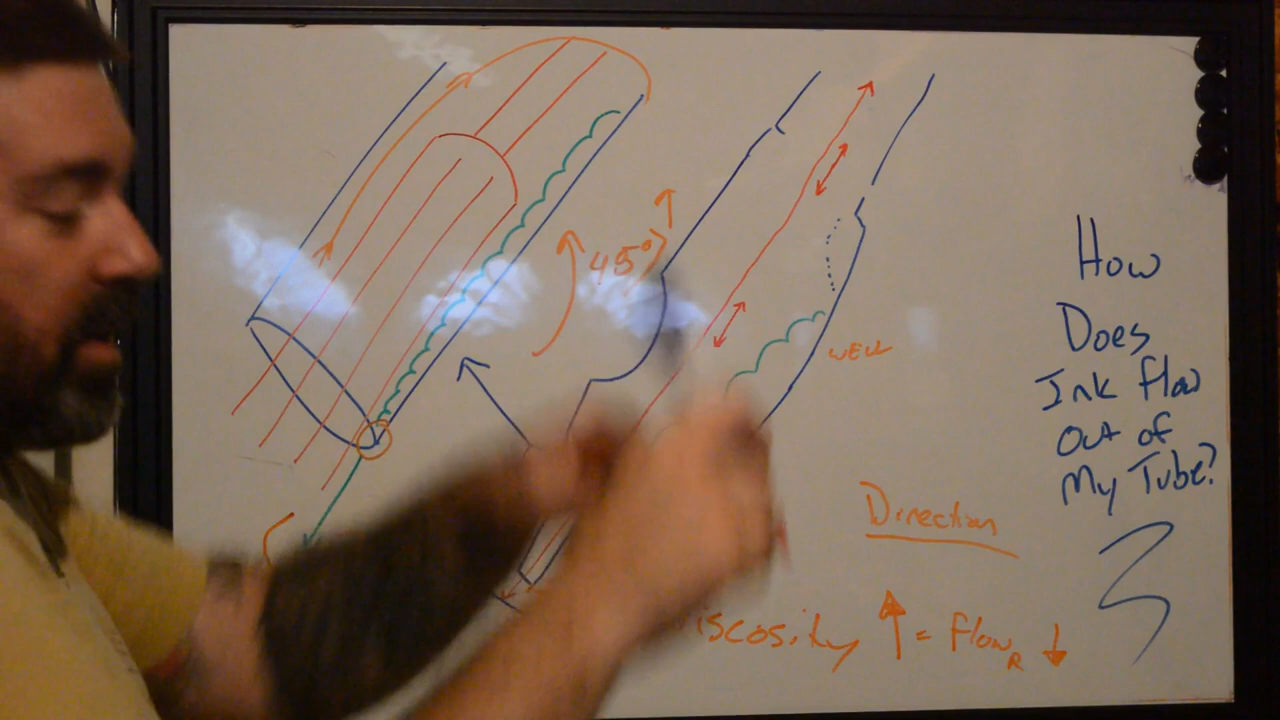 45°
WELL
How
Does
Ink flow
Out of
My Tube?
Direction
iscosity ↑ = flow R ↓